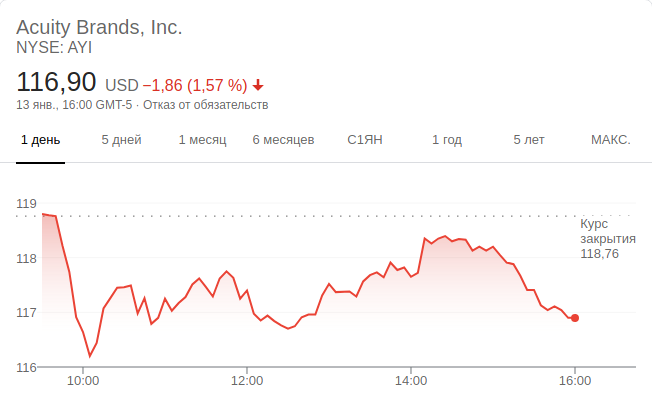 Acuity Brands, Inc.
NYSE: AYI
116,90 USD −1,86 (1,57 %)
13 янв., 16:00 GMT-5 · Отказ от обязательств
1 день 5 дней 1 месяц 6 месяцев С1ЯН 1 год 5 лет МАКС.
119
Курс
закрытия
118,76
118
117
116
10:00 12:00 14:00 16:00